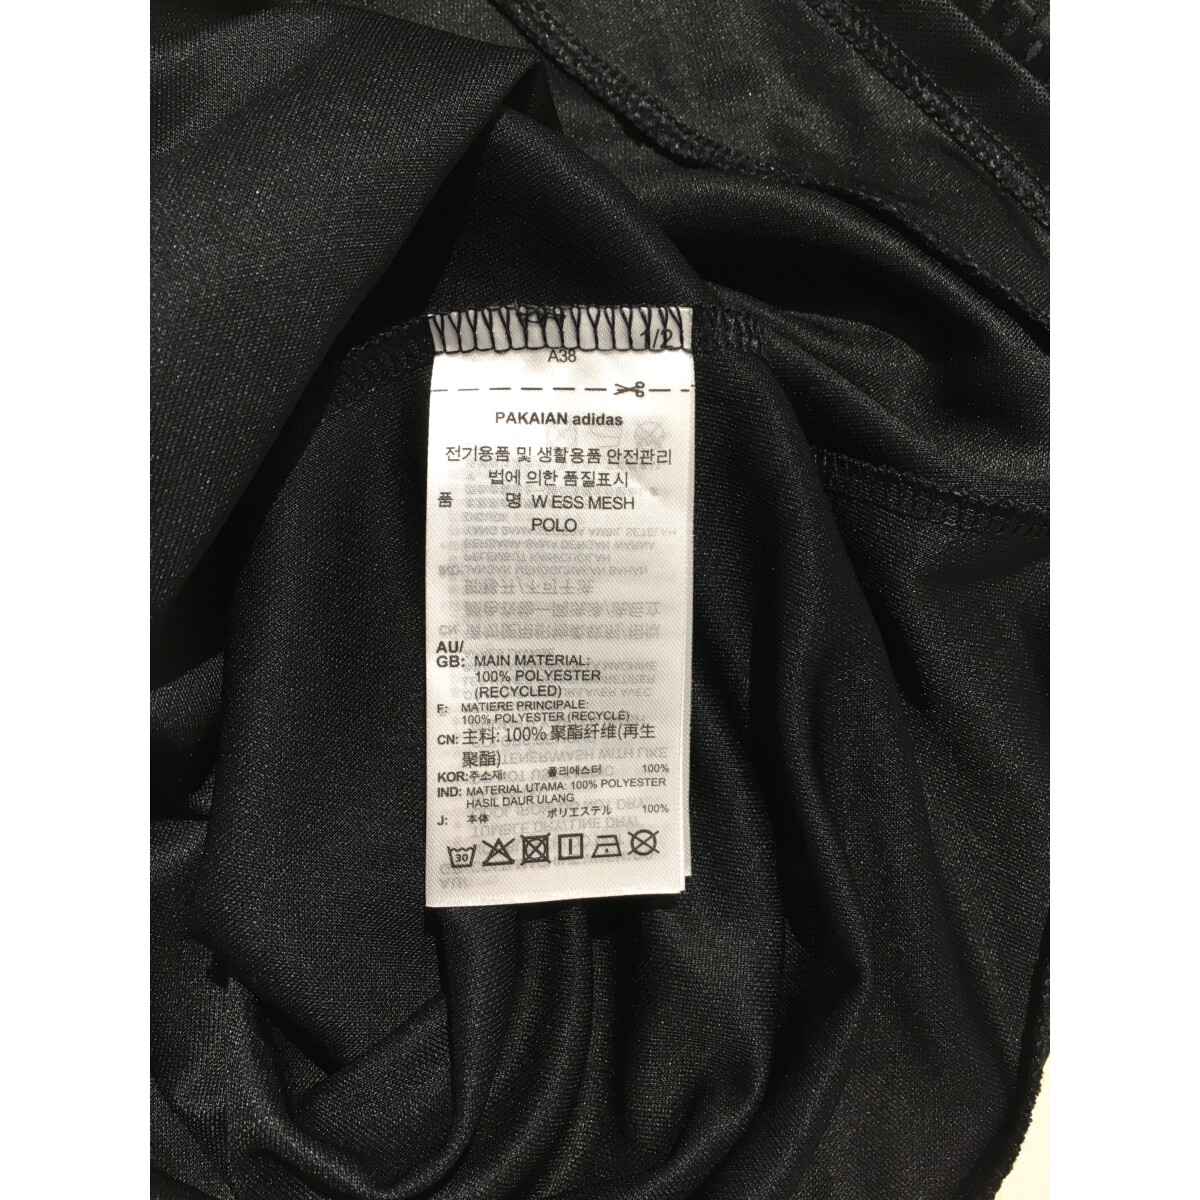 1/2
A38
PAKAIAN adidas
전기용품 및 생활용품 안전관리
법에 의한 품질표시
품 명 W ESS MESH
POLO
AU/
GB: MAIN MATERIAL:
100% POLYESTER
(RECYCLED)
F: MATIERE PRINCIPALE:
100% POLYESTER (RECYCLÉ)
CN: 主料: 100% 聚酯纤维(再生
聚酯)
KOR: 주소재: 폴리에스터 100%
IND: MATERIAL UTAMA: 100% POLYESTER
HASIL DAUR ULANG
J: 本体 ポリエステル 100%
30